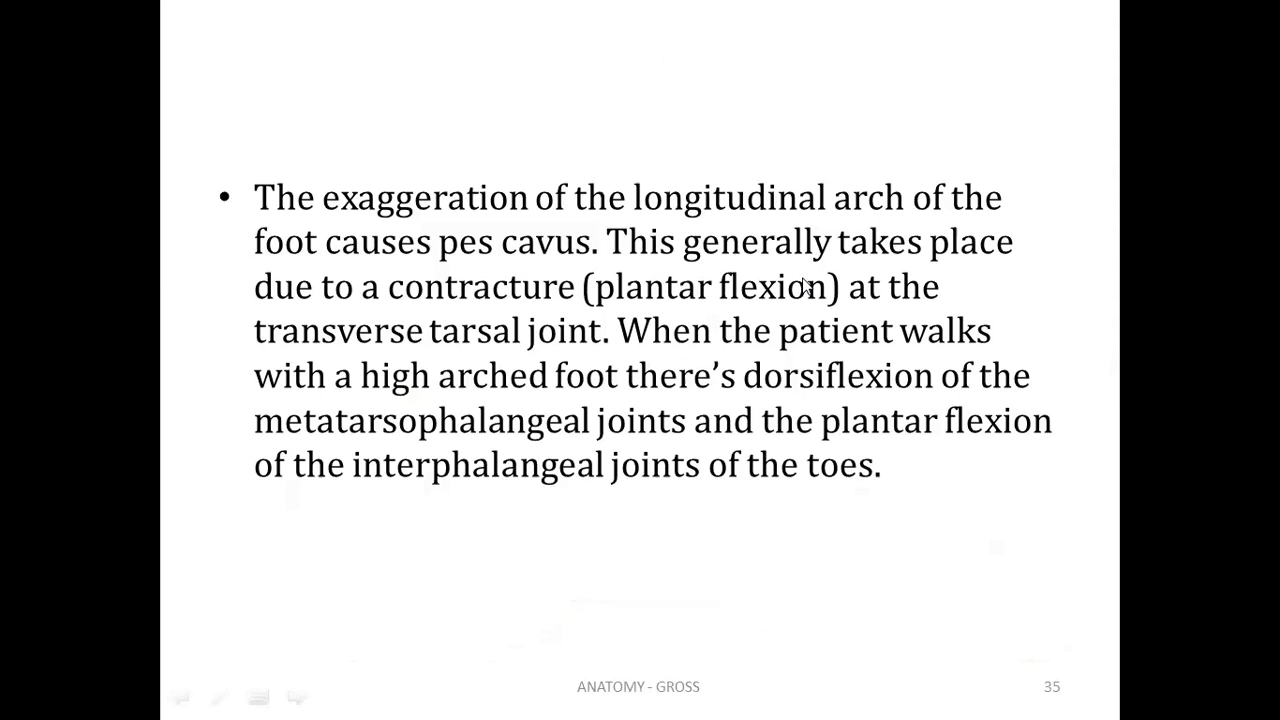 • The exaggeration of the longitudinal arch of the
foot causes pes cavus. This generally takes place
due to a contracture (plantar flexion) at the
transverse tarsal joint. When the patient walks
with a high arched foot there’s dorsiflexion of the
metatarsophalangeal joints and the plantar flexion
of the interphalangeal joints of the toes.
ANATOMY - GROSS
35